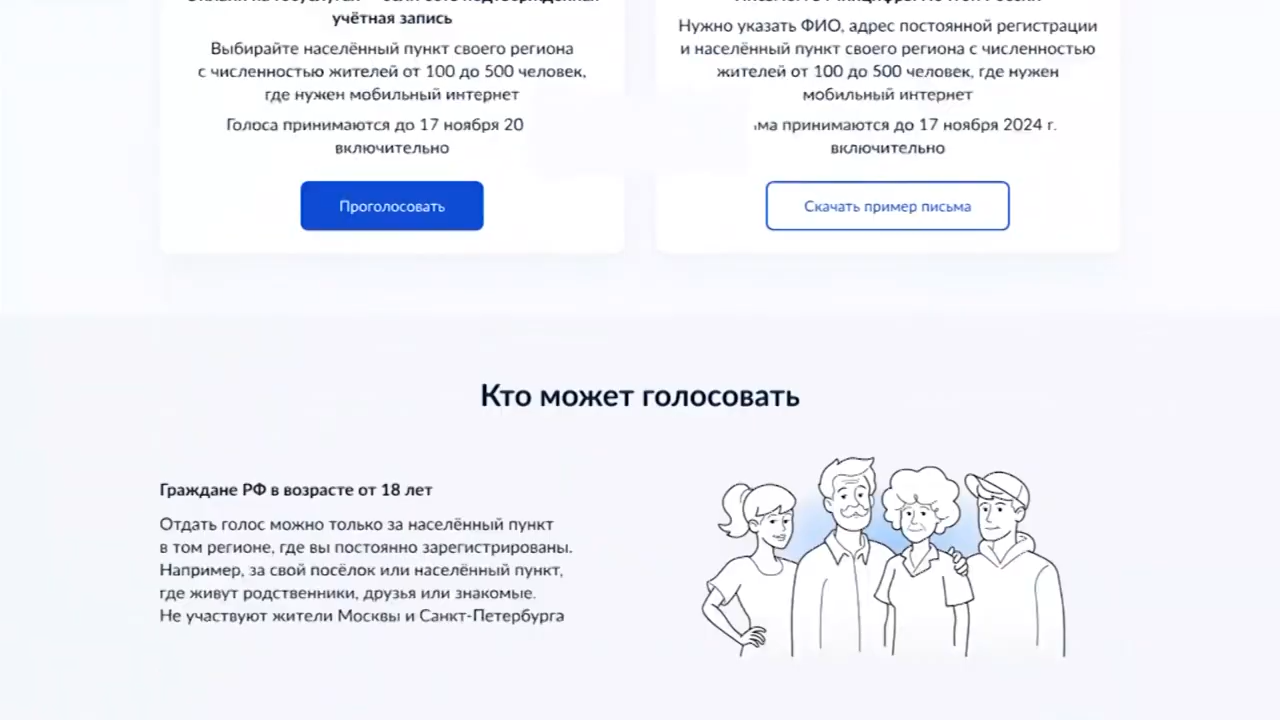 учётная запись
Выбирайте населённый пункт своего региона
с численностью жителей от 100 до 500 человек,
где нужен мобильный интернет
Голоса принимаются до 17 ноября 20
включительно
Проголосовать
Нужно указать ФИО, адрес постоянной регистрации
и населённый пункт своего региона с численностью
жителей от 100 до 500 человек, где нужен
мобильный интернет
принимаются до 17 ноября 2024 г.
включительно
Скачать пример письма
Кто может голосовать
Граждане РФ в возрасте от 18 лет
Отдать голос можно только за населённый пункт
в том регионе, где вы постоянно зарегистрированы.
Например, за свой посёлок или населённый пункт,
где живут родственники, друзья или знакомые.
Не участвуют жители Москвы и Санкт-Петербурга